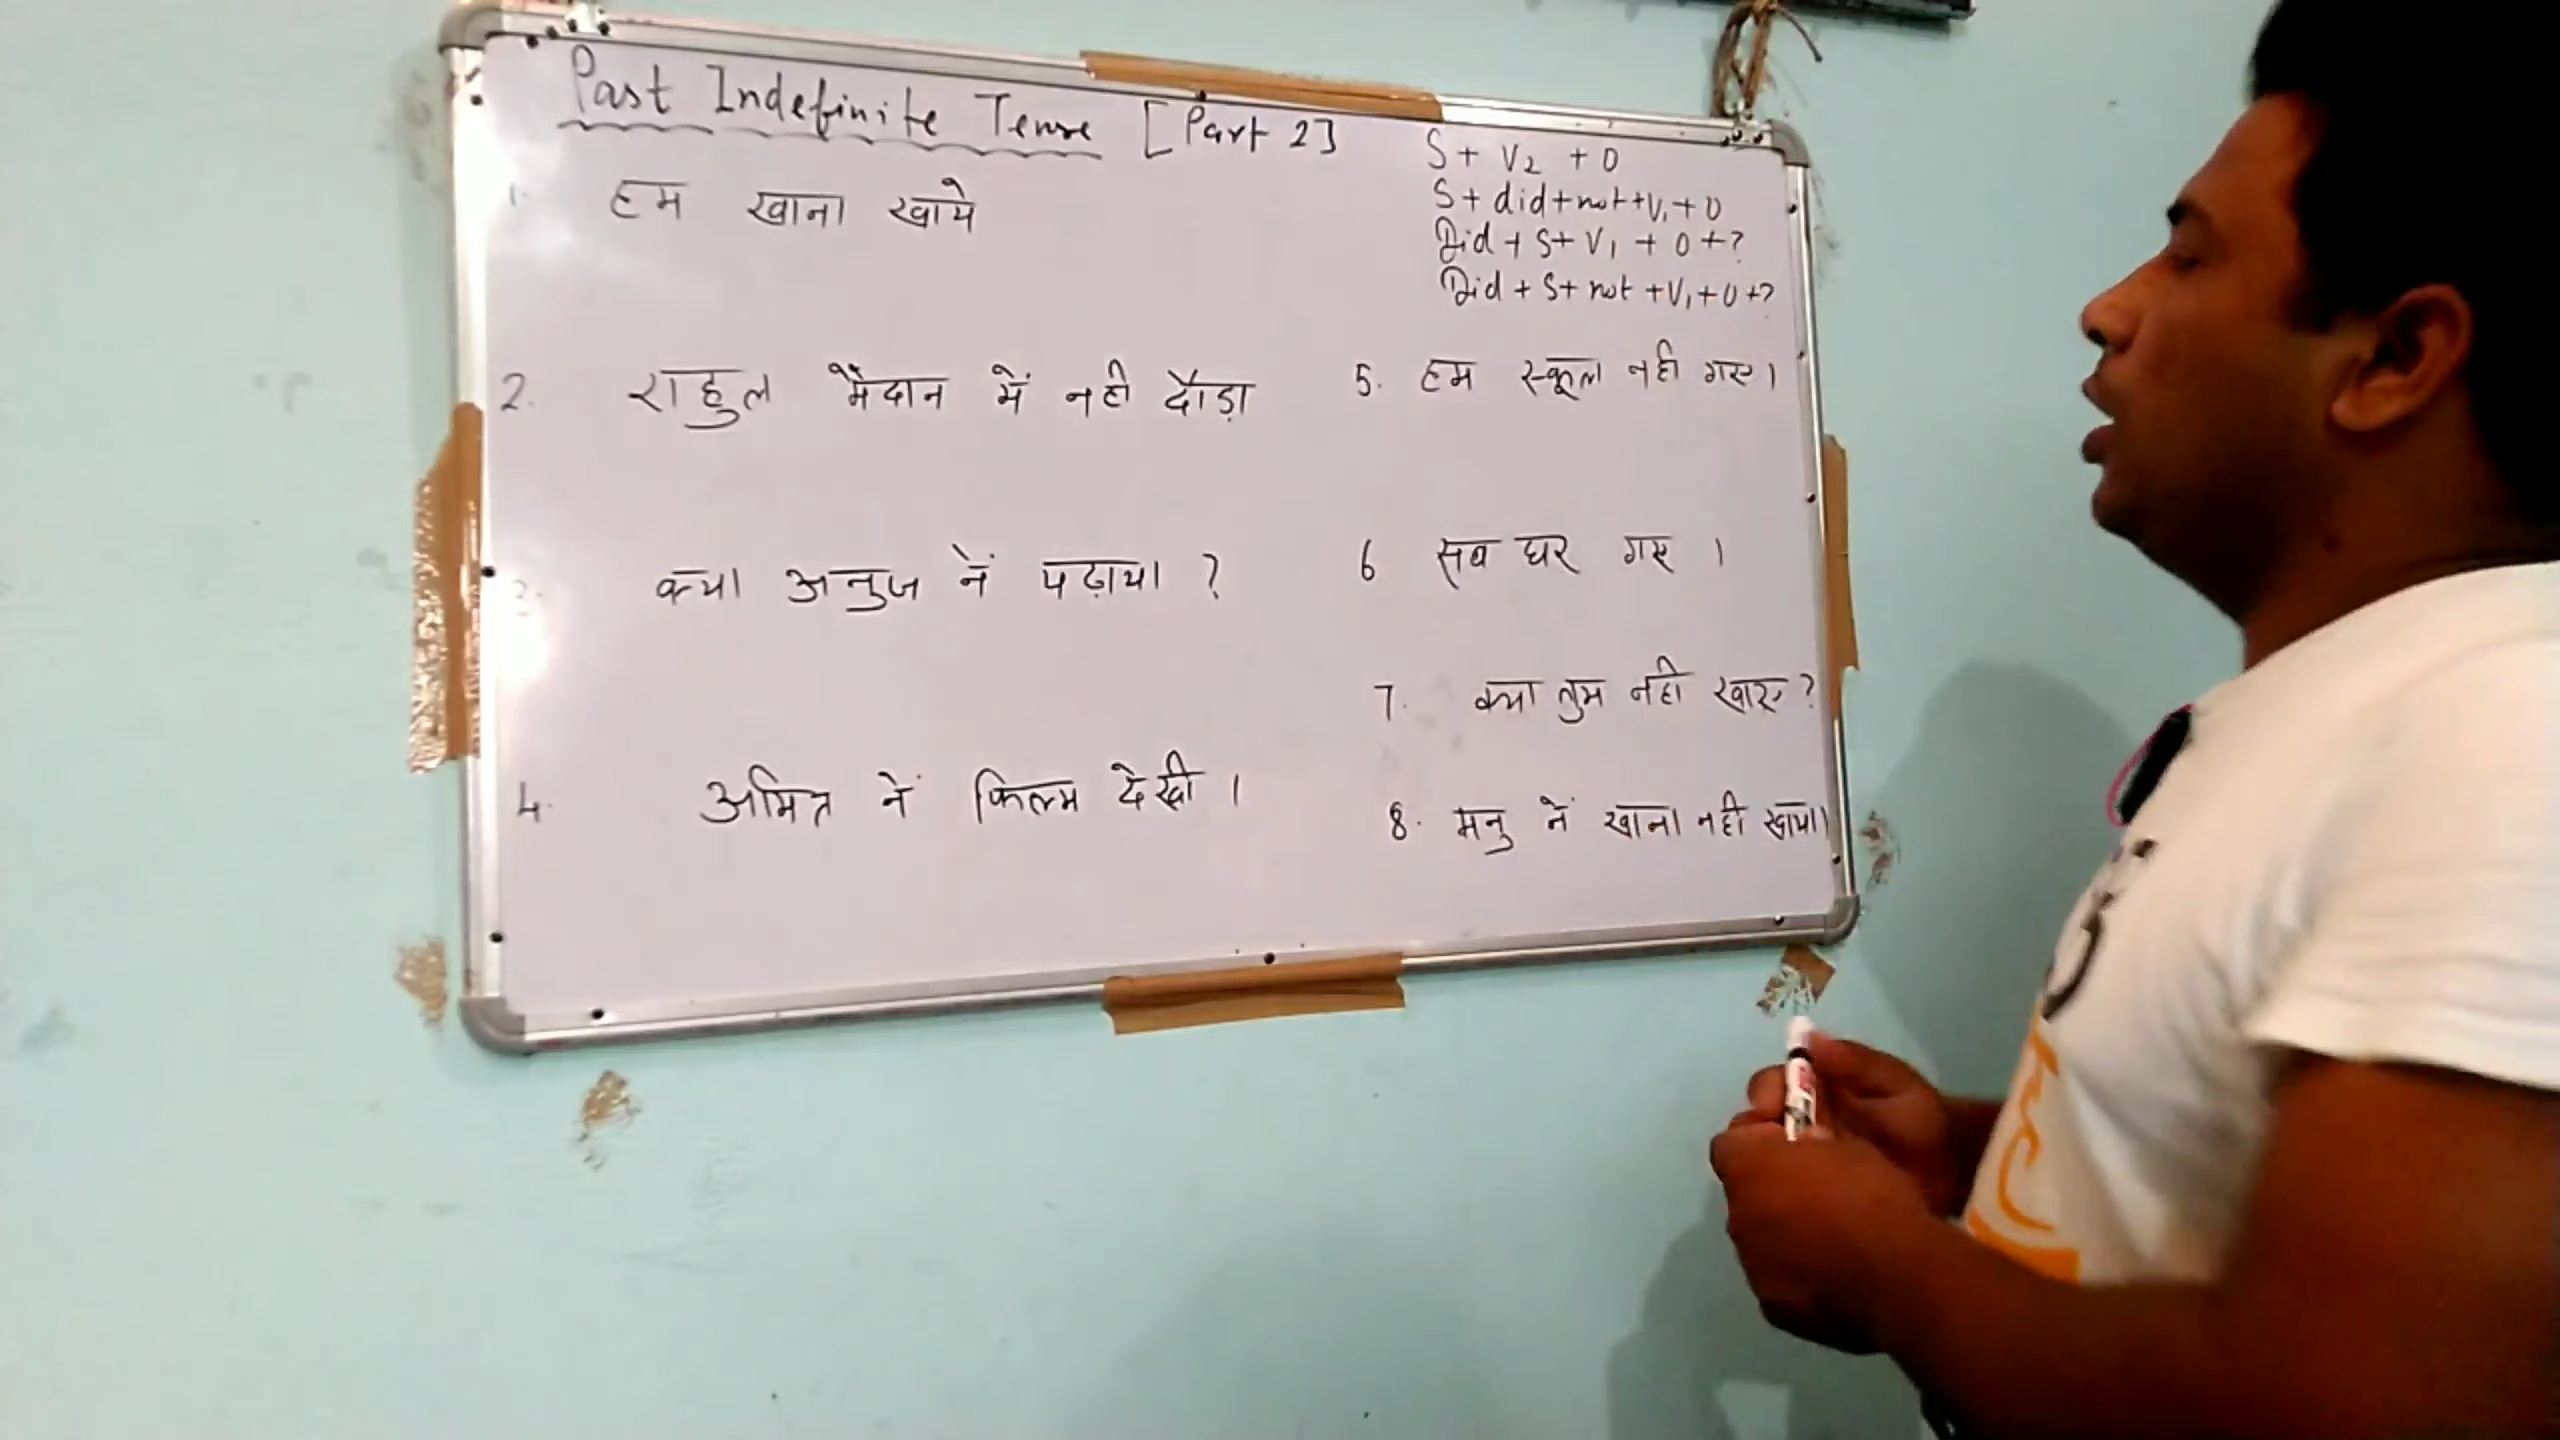 Past Indefinite Tense [Part 2]
S + V2 + O
S + did + not + V1 + O
Did + S + V1 + O + ?
Did + S + not + V1 + O + ?
1. हम खाना खाये
2. राहुल मैदान में नही दौड़ा
3. क्या अनुज नें पढ़ाया ?
4. अमित नें फिल्म देखी ।
5. हम स्कूल नही गए ।
6 सब घर गए ।
7. क्या तुम नही खाए ?
8. मनु नें खाना नही खाया।